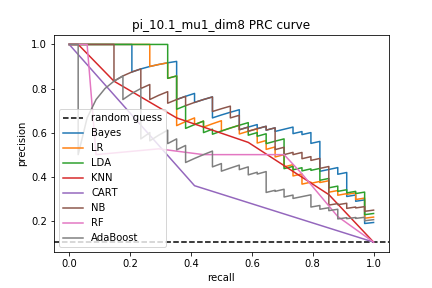 pi_10.1_mu1_dim8 PRC curve
1.0
0.8
0.6
0.4
0.2
precision
random guess
Bayes
LR
LDA
KNN
CART
NB
RF
AdaBoost
0.0 0.2 0.4 0.6 0.8 1.0
recall